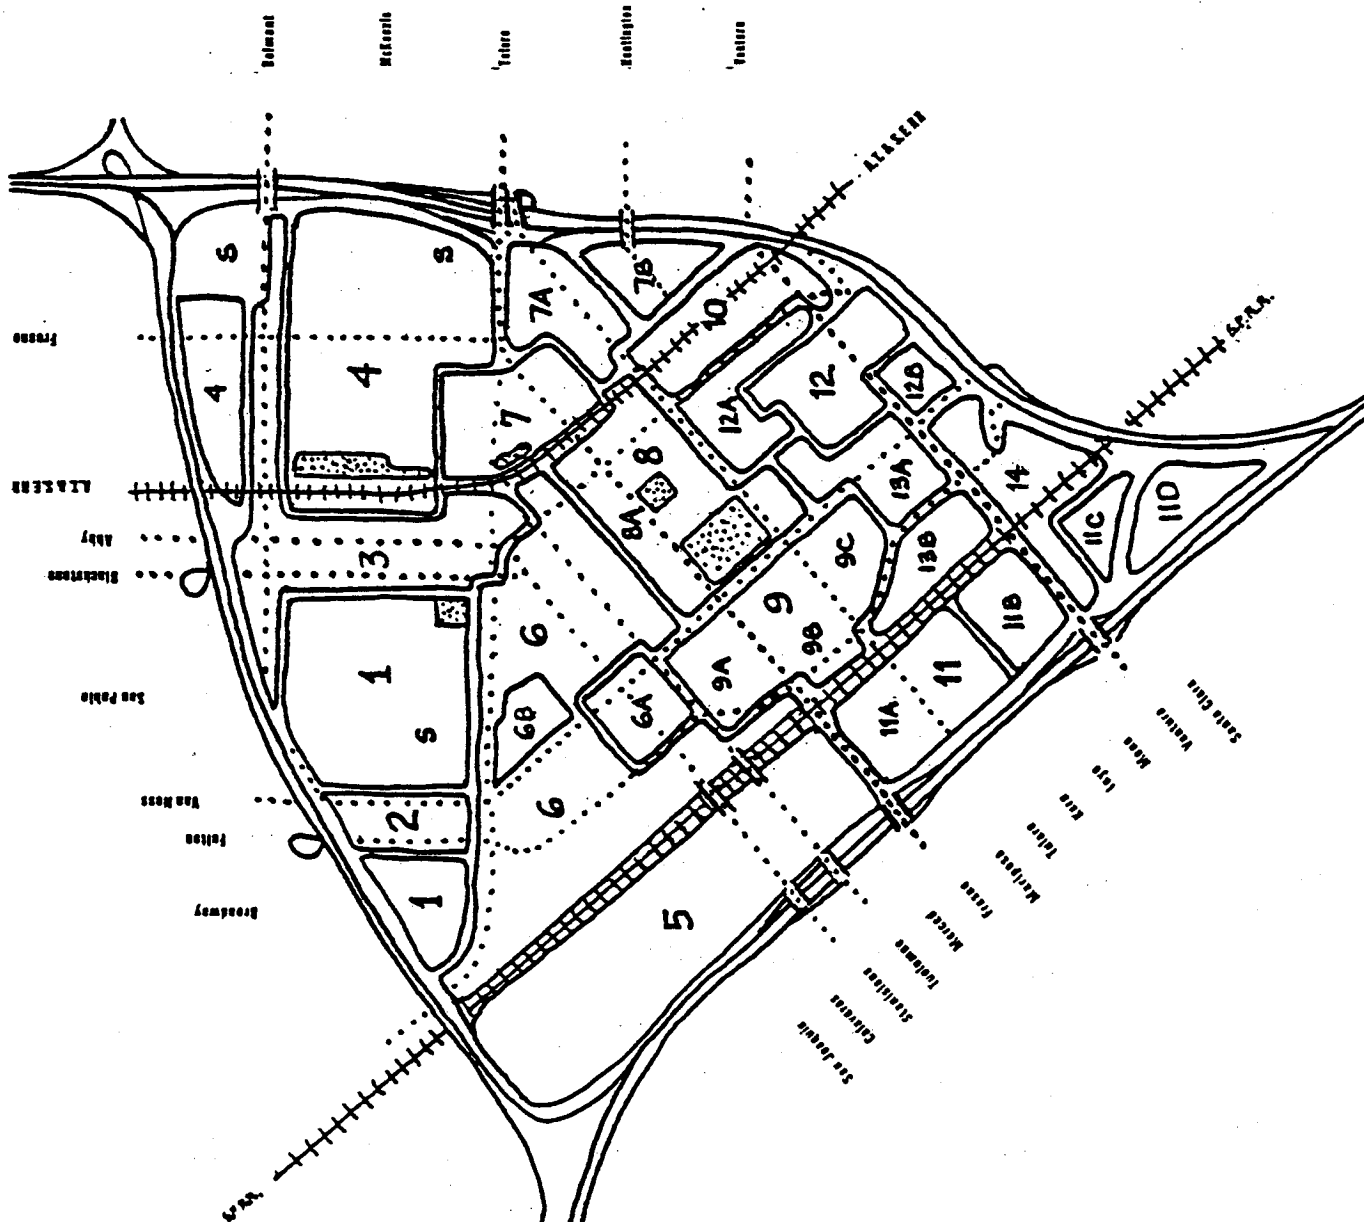 Belmont
McKenzie
Tulare
Huntington
Ventura
A.T.& S.F.RR
S
S
7B
7A
10
Fresno
4
4
7
12A
12
12B
S.P.R.R.
A.T.& S.F.RR
8
8A
13A
14
11C
11D
Abby
Blackstone
3
9C
13B
6
9
9B
11B
San Pablo
1
S
6B
6A
9A
11
11A
Van Ness
2
6
Fulton
Broadway
1
5
Santa Clara
Ventura
Mono
Inyo
Kern
Tulare
Mariposa
Fresno
Merced
Tuolumne
Stanislaus
Calaveras
San Joaquin
S.P.R.R.